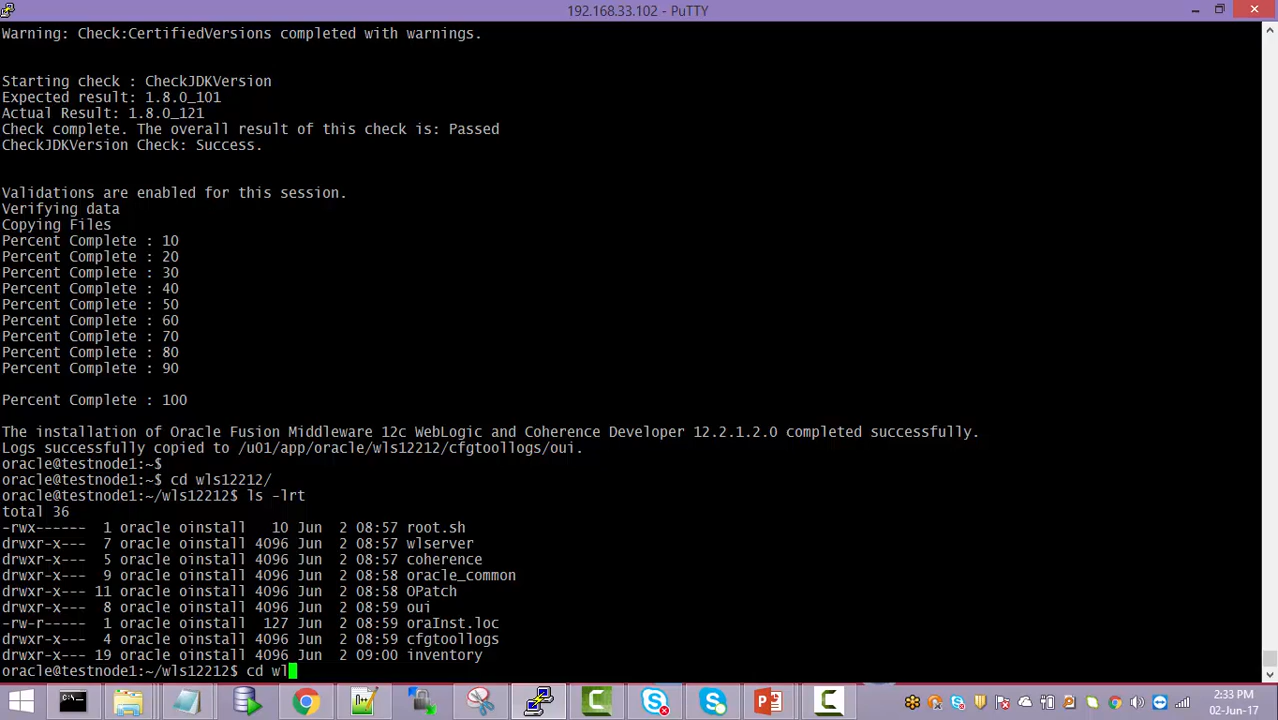 192.168.33.102 - PuTTY
Warning: Check:CertifiedVersions completed with warnings.
Starting check : CheckJDKVersion
Expected result: 1.8.0_101
Actual Result: 1.8.0_121
Check complete. The overall result of this check is: Passed
CheckJDKVersion Check: Success.
Validations are enabled for this session.
Verifying data
Copying Files
Percent Complete : 10
Percent Complete : 20
Percent Complete : 30
Percent Complete : 40
Percent Complete : 50
Percent Complete : 60
Percent Complete : 70
Percent Complete : 80
Percent Complete : 90
Percent Complete : 100
The installation of Oracle Fusion Middleware 12c WebLogic and Coherence Developer 12.2.1.2.0 completed successfully.
Logs successfully copied to /u01/app/oracle/wls12212/cfgtoollogs/oui.
oracle@testnode1:~$
oracle@testnode1:~$ cd wls12212/
oracle@testnode1:~/wls12212$ ls -lrt
total 36
-rwx------  1 oracle oinstall   10 Jun  2 08:57 root.sh
drwxr-x---  7 oracle oinstall 4096 Jun  2 08:57 wlserver
drwxr-x---  5 oracle oinstall 4096 Jun  2 08:57 coherence
drwxr-x---  9 oracle oinstall 4096 Jun  2 08:58 oracle_common
drwxr-x--- 11 oracle oinstall 4096 Jun  2 08:58 OPatch
drwxr-x---  8 oracle oinstall 4096 Jun  2 08:59 oui
-rw-r-----  1 oracle oinstall  127 Jun  2 08:59 oraInst.loc
drwxr-x---  4 oracle oinstall 4096 Jun  2 08:59 cfgtoollogs
drwxr-x--- 19 oracle oinstall 4096 Jun  2 09:00 inventory
oracle@testnode1:~/wls12212$ cd wl
2:33 PM
02-Jun-17